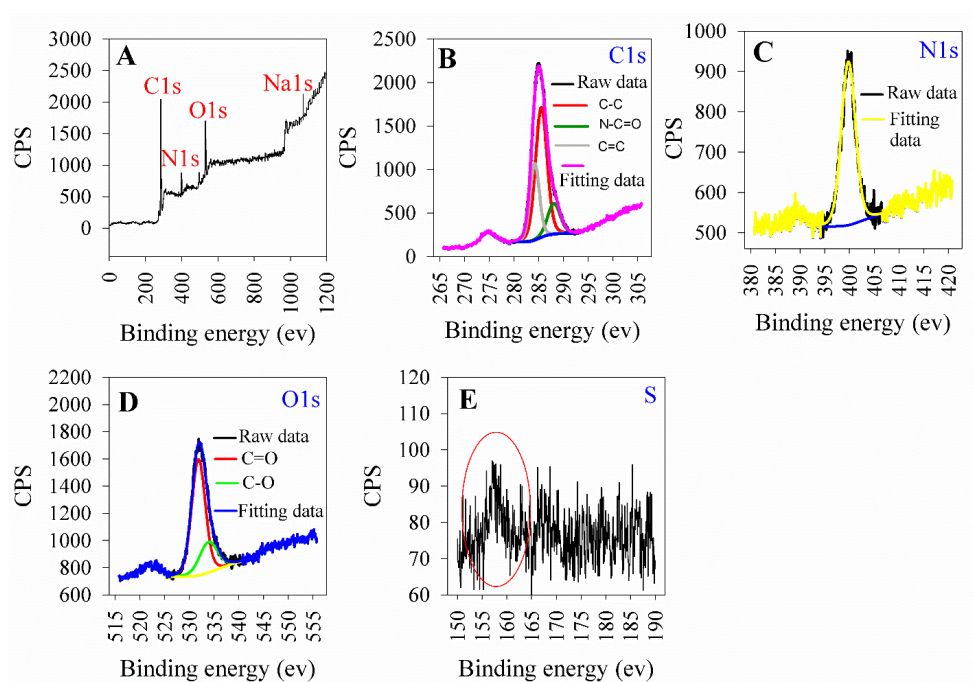 A
3000
2500
2000
1500
1000
500
0
CPS
C1s
N1s
O1s
Na1s
0
200
400
600
800
1000
1200
Binding energy (ev)
B
C1s
2500
2000
1500
1000
500
0
CPS
Raw data
C-C
N-C=O
C=C
Fitting data
265
270
275
280
285
290
295
300
305
Binding energy (ev)
C
N1s
1000
900
800
700
600
500
CPS
Raw data
Fitting
data
380
390
395
400
405
410
415
420
Binding energy (ev)
D
O1s
2200
2000
1800
1600
1400
1200
1000
800
600
CPS
Raw data
C=O
C-O
Fitting data
515
520
525
530
535
540
545
550
555
Binding energy (ev)
E
S
120
110
100
90
80
70
60
CPS
150
155
160
165
170
175
180
185
190
Binding energy (ev)